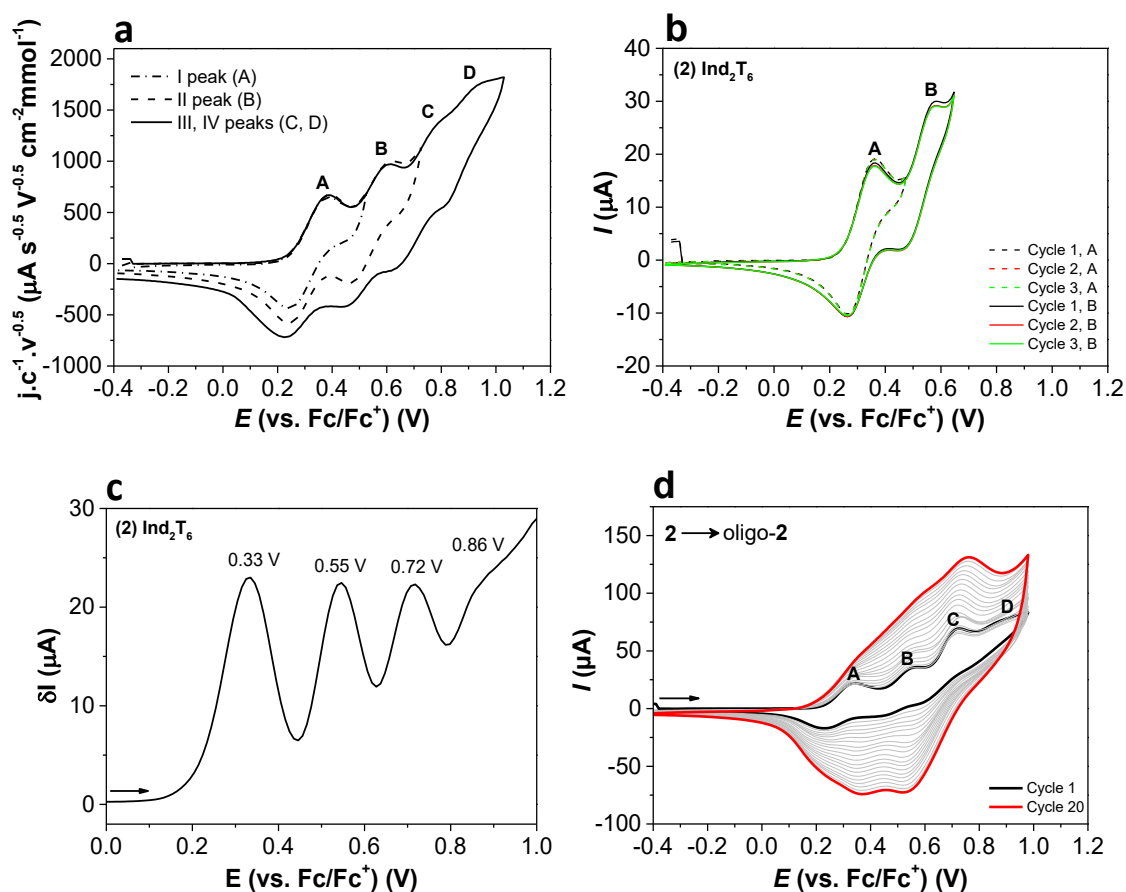 a
j.c⁻¹.v⁻⁰·⁵ (µA s⁻⁰·⁵ V⁻⁰·⁵ cm⁻²mmol⁻¹)
2000
1500
1000
500
0
-500
-1000
I peak (A)
II peak (B)
III, IV peaks (C, D)
A
B
C
D
-0.4 -0.2 0.0 0.2 0.4 0.6 0.8 1.0 1.2
E (vs. Fc/Fc⁺) (V)
b
I (µA)
40
30
20
10
0
-10
-20
(2) Ind₂T₆
A
B
Cycle 1, A
Cycle 2, A
Cycle 3, A
Cycle 1, B
Cycle 2, B
Cycle 3, B
-0.4 -0.2 0.0 0.2 0.4 0.6 0.8 1.0 1.2
E (vs. Fc/Fc⁺) (V)
c
δI (µA)
30
20
10
0
(2) Ind₂T₆
0.33 V
0.55 V
0.72 V
0.86 V
0.0 0.2 0.4 0.6 0.8 1.0
E (vs. Fc/Fc⁺) (V)
d
I (µA)
150
100
50
0
-50
-100
2 → oligo-2
A
B
C
D
Cycle 1
Cycle 20
-0.4 -0.2 0.0 0.2 0.4 0.6 0.8 1.0 1.2
E (vs. Fc/Fc⁺) (V)